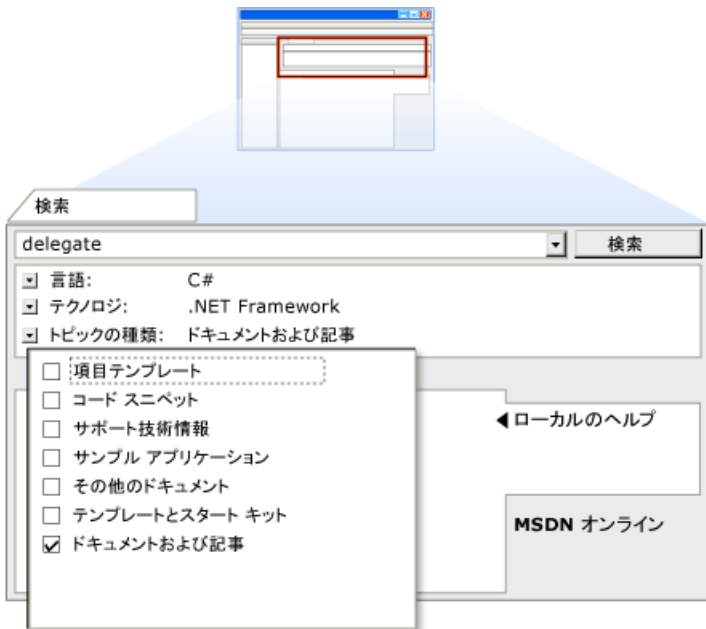 検索
delegate
検索
言語: C#
テクノロジ: .NET Framework
トピックの種類: ドキュメントおよび記事
項目テンプレート
コード スニペット
サポート技術情報
サンプル アプリケーション
その他のドキュメント
テンプレートとスタート キット
ドキュメントおよび記事
ローカルのヘルプ
MSDN オンライン